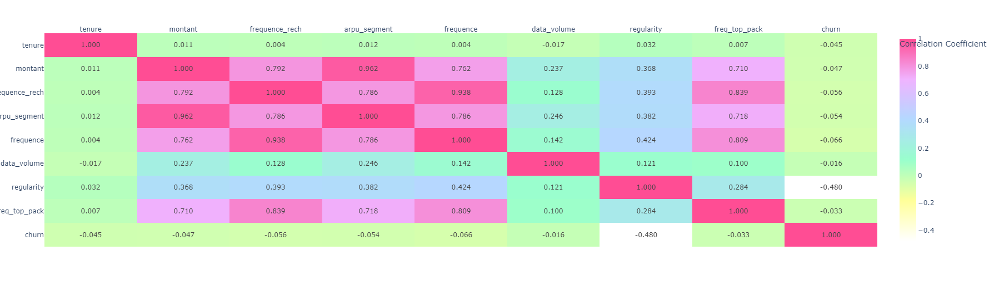 tenure montant frequence_rech arpu_segment frequence data_volume regularity freq_top_pack churn
tenure 1.000 0.011 0.004 0.012 0.004 -0.017 0.032 0.007 -0.045
montant 0.011 1.000 0.792 0.962 0.762 0.237 0.368 0.710 -0.047
equence_rech 0.004 0.792 1.000 0.786 0.938 0.128 0.393 0.839 -0.056
rpu_segment 0.012 0.962 0.786 1.000 0.786 0.246 0.382 0.718 -0.054
frequence 0.004 0.762 0.938 0.786 1.000 0.142 0.424 0.809 -0.066
data_volume -0.017 0.237 0.128 0.246 0.142 1.000 0.121 0.100 -0.016
regularity 0.032 0.368 0.393 0.382 0.424 0.121 1.000 0.284 -0.480
req_top_pack 0.007 0.710 0.839 0.718 0.809 0.100 0.284 1.000 -0.033
churn -0.045 -0.047 -0.056 -0.054 -0.066 -0.016 -0.480 -0.033 1.000
1
Correlation Coefficient
0.8
0.6
0.4
0.2
0
−0.2
−0.4